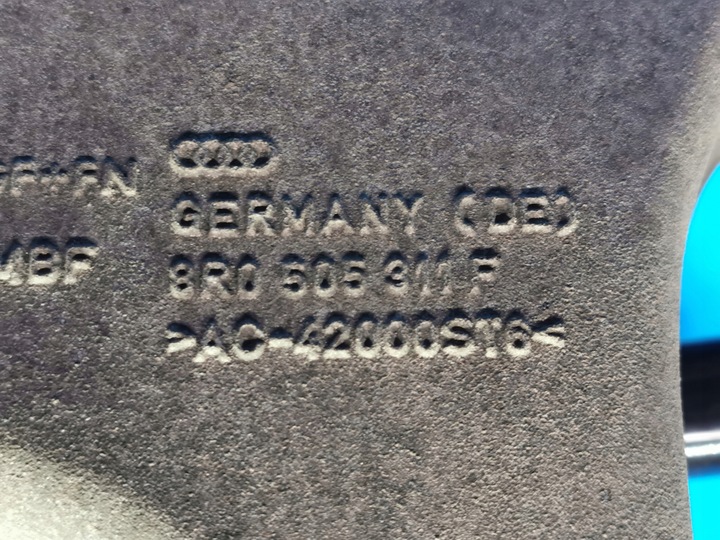 GERMANY (DE)
8R0 505 311 F
>AC-42000ST6<